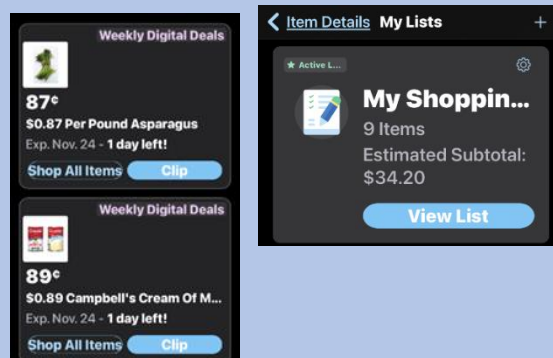 Weekly Digital Deals
87¢
$0.87 Per Pound Asparagus
Exp. Nov. 24 - 1 day left!
Shop All Items Clip
Weekly Digital Deals
89¢
$0.89 Campbell's Cream Of M...
Exp. Nov. 24 - 1 day left!
Shop All Items Clip
Item Details My Lists +
★ Active L...
My Shoppin...
9 Items
Estimated Subtotal:
$34.20
View List